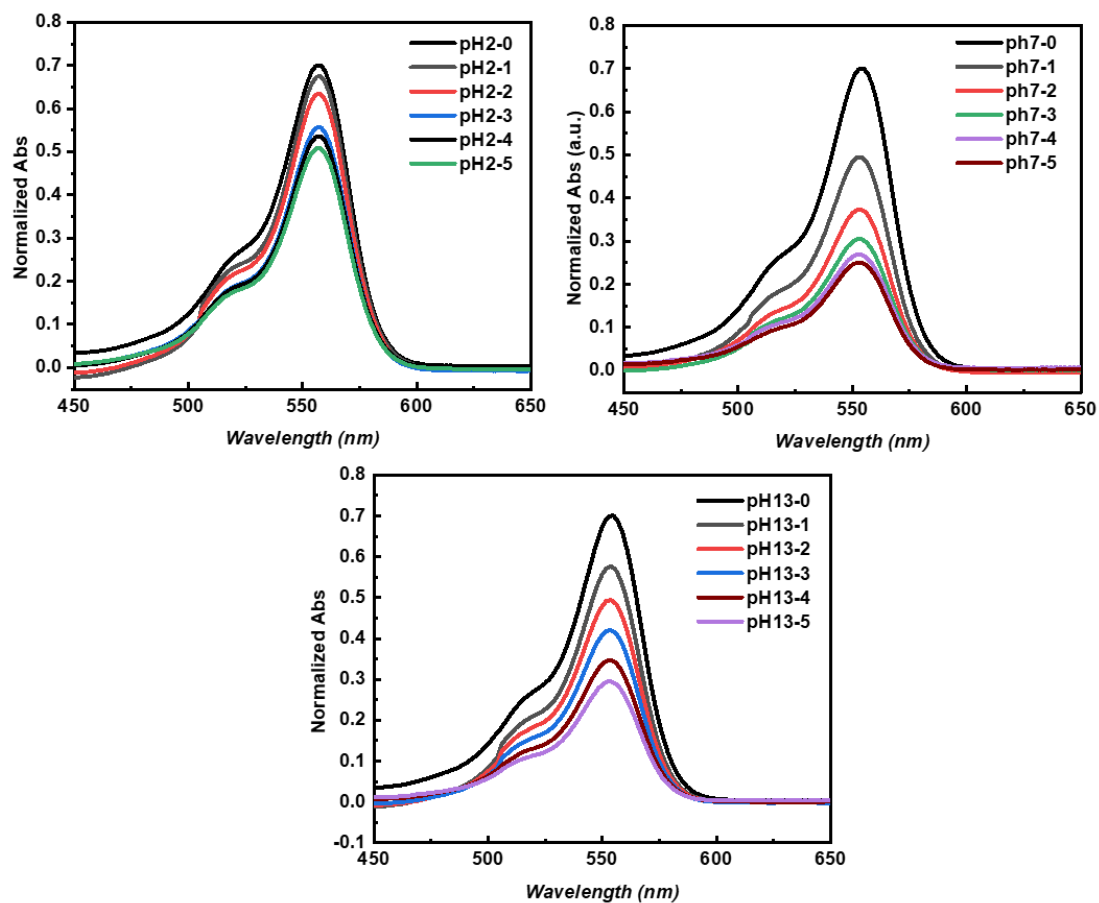 0.8
0.7
0.6
0.5
0.4
0.3
0.2
0.1
0.0
Normalized Abs
450
500
550
600
650
Wavelength (nm)
pH2-0
pH2-1
pH2-2
pH2-3
pH2-4
pH2-5
0.8
0.7
0.6
0.5
0.4
0.3
0.2
0.1
0.0
Normalized Abs (a.u.)
450
500
550
600
650
Wavelength (nm)
ph7-0
ph7-1
ph7-2
ph7-3
ph7-4
ph7-5
0.8
0.7
0.6
0.5
0.4
0.3
0.2
0.1
0.0
-0.1
Normalized Abs
450
500
550
600
650
Wavelength (nm)
pH13-0
pH13-1
pH13-2
pH13-3
pH13-4
pH13-5